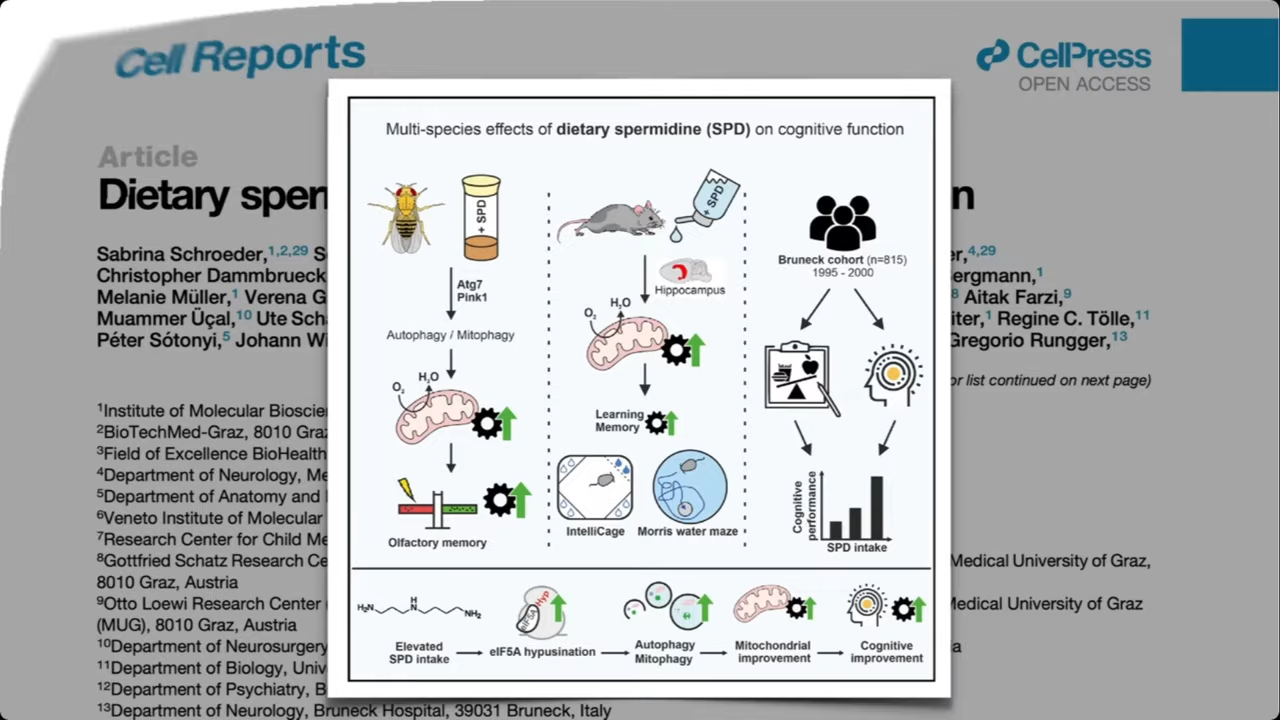 Cell Reports
CellPress
OPEN ACCESS
Article
Dietary sper
n
Sabrina Schroeder,1,2,29 S
er,4,29
Christopher Dammbrueck
ergmann,1
Melanie Müller,1 Verena G
8 Aitak Farzi,9
Muammer Üçal,10 Ute Sch
iter,1 Regine C. Tölle,11
Péter Sótonyi,5 Johann Wi
Gregorio Rungger,13
or list continued on next page)
1Institute of Molecular Bioscien
2BioTechMed-Graz, 8010 Graz
3Field of Excellence BioHealth
4Department of Neurology, Me
5Department of Anatomy and
6Veneto Institute of Molecular
7Research Center for Child Me
8Gottfried Schatz Research Ce
Medical University of Graz,
8010 Graz, Austria
9Otto Loewi Research Center
Medical University of Graz
(MUG), 8010 Graz, Austria
10Department of Neurosurgery
a
11Department of Biology, Univ
12Department of Psychiatry, B
13Department of Neurology, Bruneck Hospital, 39031 Bruneck, Italy
Multi-species effects of dietary spermidine (SPD) on cognitive function
+ SPD
Atg7
Pink1
Autophagy / Mitophagy
O2
H2O
Olfactory memory
+ SPD
Hippocampus
O2
H2O
Learning
Memory
IntelliCage
Morris water maze
Bruneck cohort (n=815)
1995 - 2000
Cognitive
performance
SPD intake
H2N
H
N
NH2
Elevated
SPD intake
eIF5A
Hyp
eIF5A hypusination
Autophagy
Mitophagy
Mitochondrial
improvement
Cognitive
improvement